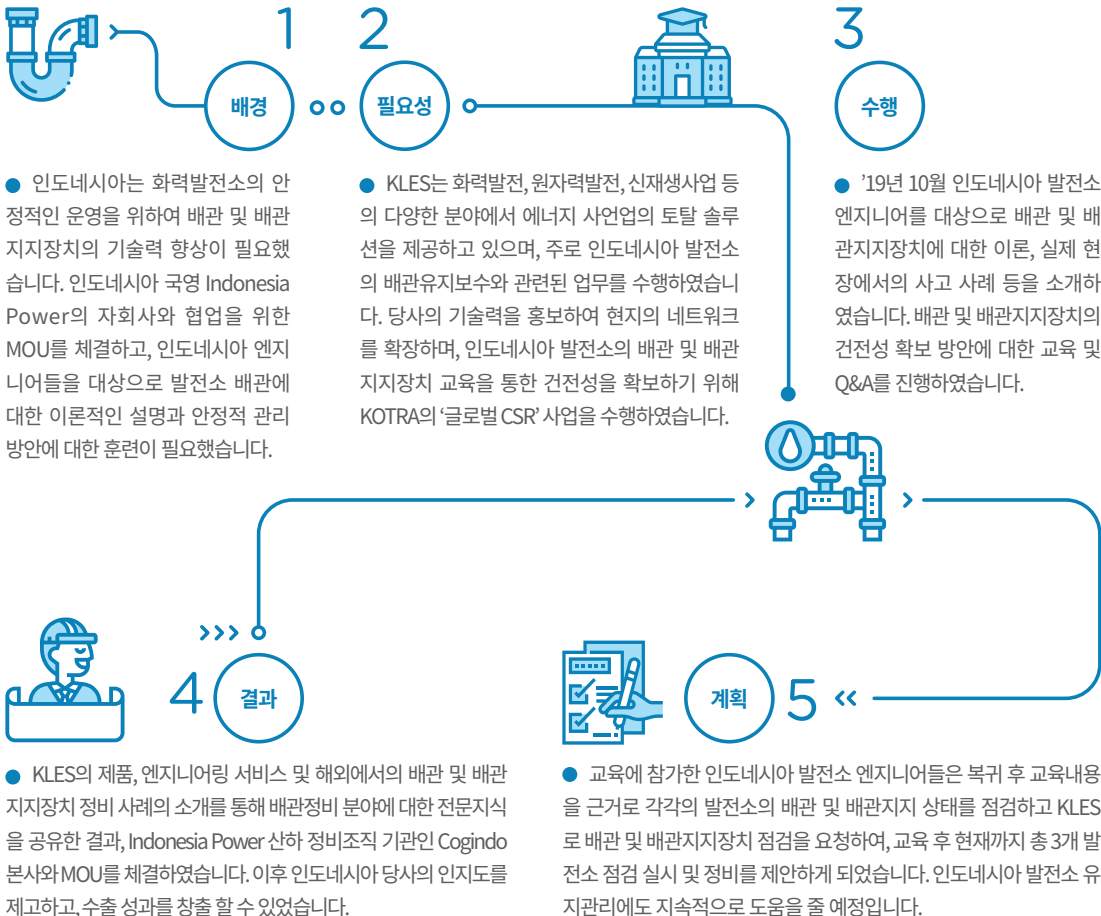 1
배경
인도네시아는 화력발전소의 안
정적인 운영을 위하여 배관 및 배관
지지장치의 기술력 향상이 필요했
습니다. 인도네시아 국영 Indonesia
Power의 자회사와 협업을 위한
MOU를 체결하고, 인도네시아 엔지
니어들을 대상으로 발전소 배관에
대한 이론적인 설명과 안정적 관리
방안에 대한 훈련이 필요했습니다.
2
필요성
KLES는 화력발전, 원자력발전, 신재생사업 등
의 다양한 분야에서 에너지 사언업의 토탈 솔루
션을 제공하고 있으며, 주로 인도네시아 발전소
의 배관유지보수와 관련된 업무를 수행하였습니
다. 당사의 기술력을 홍보하여 현지의 네트워크
를 확장하며, 인도네시아 발전소의 배관 및 배관
지지장치 교육을 통한 건전성을 확보하기 위해
KOTRA의 ‘글로벌 CSR’ 사업을 수행하였습니다.
3
수행
’19년 10월 인도네시아 발전소
엔지니어를 대상으로 배관 및 배
관지지장치에 대한 이론, 실제 현
장에서의 사고 사례 등을 소개하
였습니다. 배관 및 배관지지장치의
건전성 확보 방안에 대한 교육 및
Q&A를 진행하였습니다.
4
결과
KLES의 제품, 엔지니어링 서비스 및 해외에서의 배관 및 배관
지지장치 정비 사례의 소개를 통해 배관정비 분야에 대한 전문지식
을 공유한 결과, Indonesia Power 산하 정비조직 기관인 Cogindo
본사와 MOU를 체결하였습니다. 이후 인도네시아 당사의 인지도를
제고하고, 수출 성과를 창출 할 수 있었습니다.
계획
5
교육에 참가한 인도네시아 발전소 엔지니어들은 복귀 후 교육내용
을 근거로 각각의 발전소의 배관 및 배관지지 상태를 점검하고 KLES
로 배관 및 배관지지장치 점검을 요청하여, 교육 후 현재까지 총 3개 발
전소 점검 실시 및 정비를 제안하게 되었습니다. 인도네시아 발전소 유
지관리에도 지속적으로 도움을 줄 예정입니다.